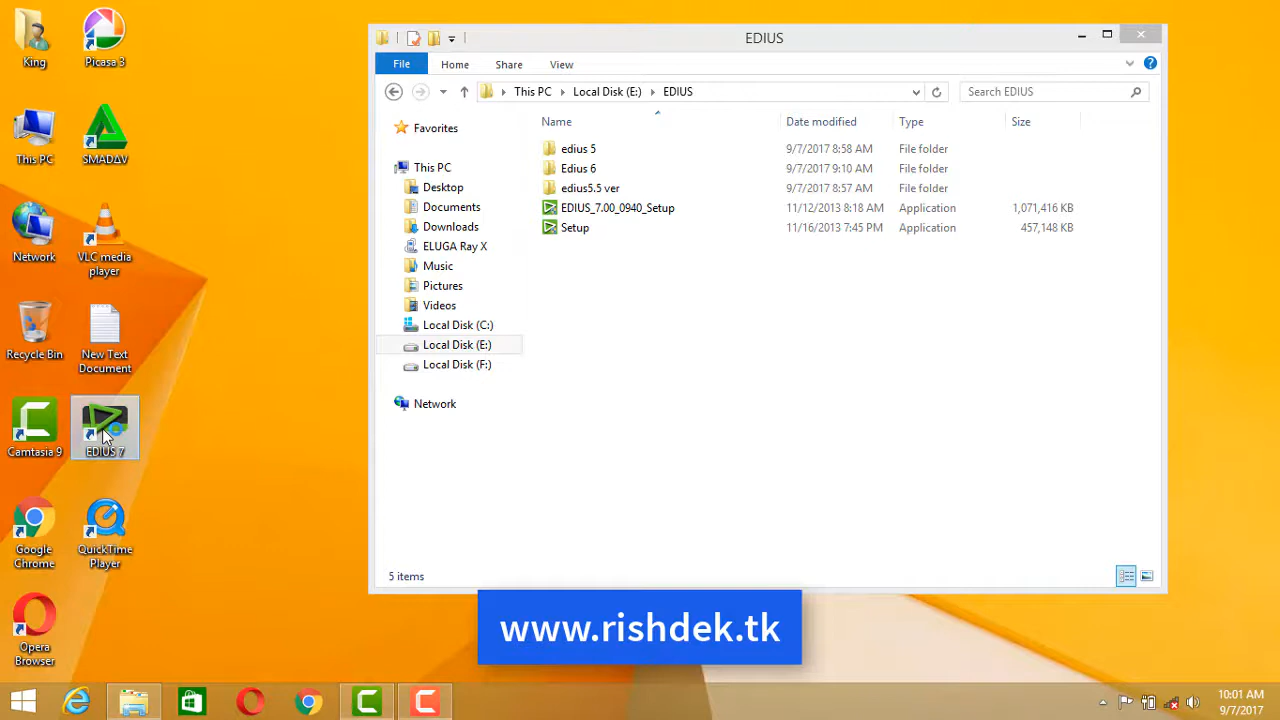 King
Picasa 3
This PC
SMADΔV
Network
VLC media
player
Recycle Bin
New Text
Document
Camtasia 9
EDIUS 7
Google
Chrome
QuickTime
Player
Opera
Browser
EDIUS
File Home Share View
This PC Local Disk (E:) EDIUS
Search EDIUS
Name Date modified Type Size
Favorites
This PC
Desktop
Documents
Downloads
ELUGA Ray X
Music
Pictures
Videos
Local Disk (C:)
Local Disk (E:)
Local Disk (F:)
Network
edius 5 9/7/2017 8:58 AM File folder
Edius 6 9/7/2017 9:10 AM File folder
edius5.5 ver 9/7/2017 8:57 AM File folder
EDIUS_7.00_0940_Setup 11/12/2013 8:18 AM Application 1,071,416 KB
Setup 11/16/2013 7:45 PM Application 457,148 KB
5 items
www.rishdek.tk
10:01 AM
9/7/2017